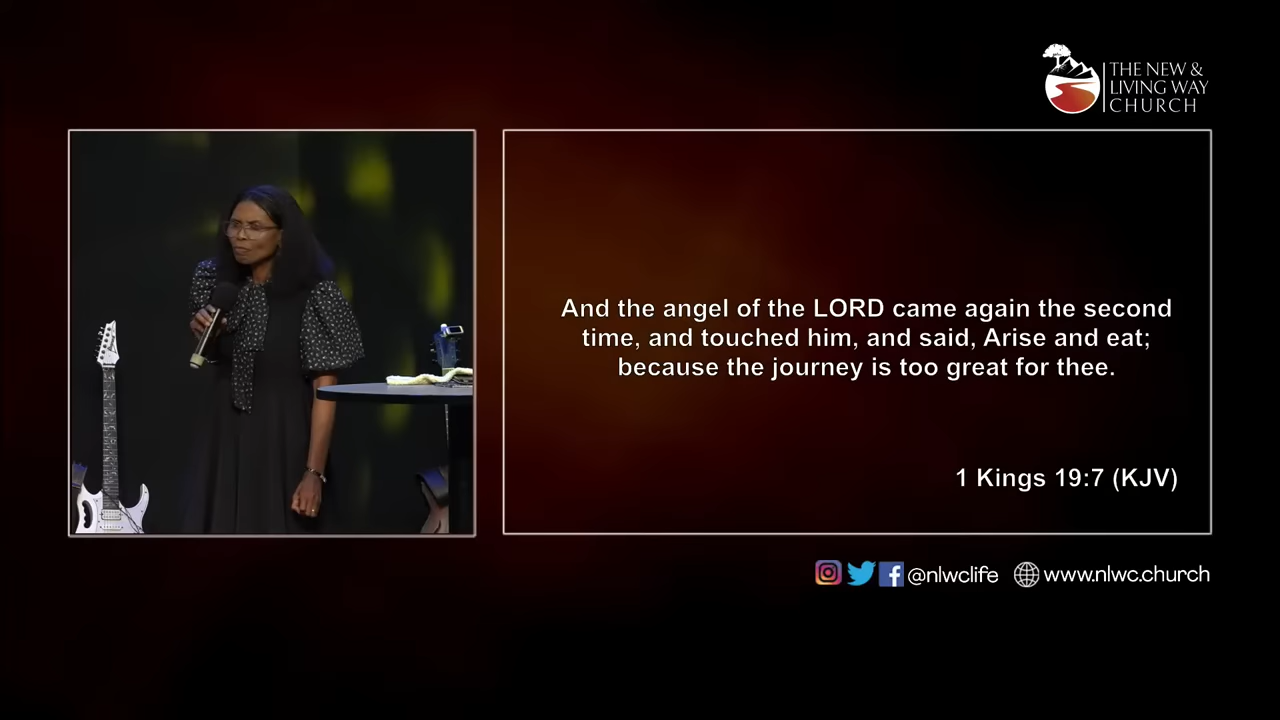 THE NEW &
LIVING WAY
CHURCH
And the angel of the LORD came again the second
time, and touched him, and said, Arise and eat;
because the journey is too great for thee.
1 Kings 19:7 (KJV)
@nlwclife
www.nlwc.church